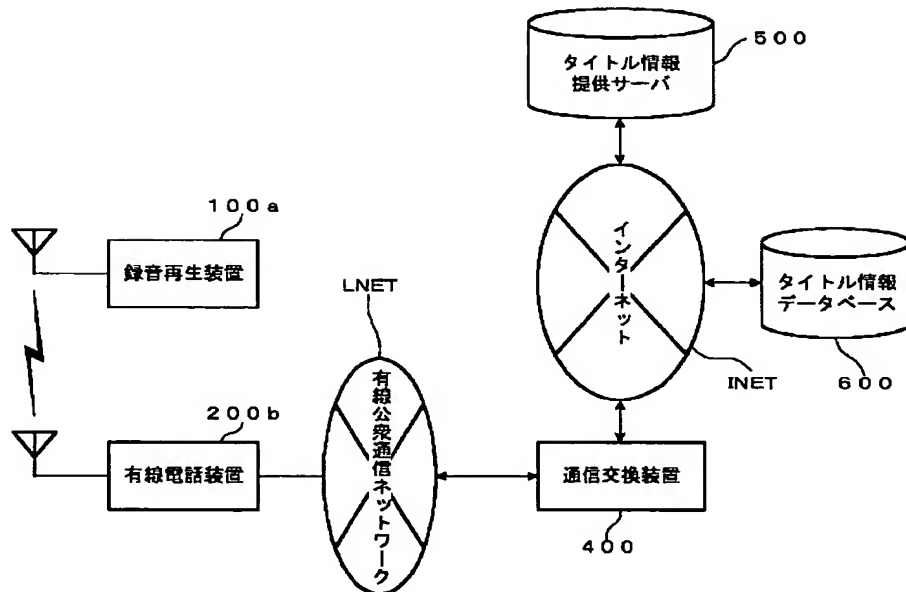 500
タイトル情報
提供サーバ
100a
録音再生装置
インターネット
タイトル情報
データベース
600
INET
LNET
有線公衆通信ネットワーク
200b
有線電話装置
通信交換装置
400